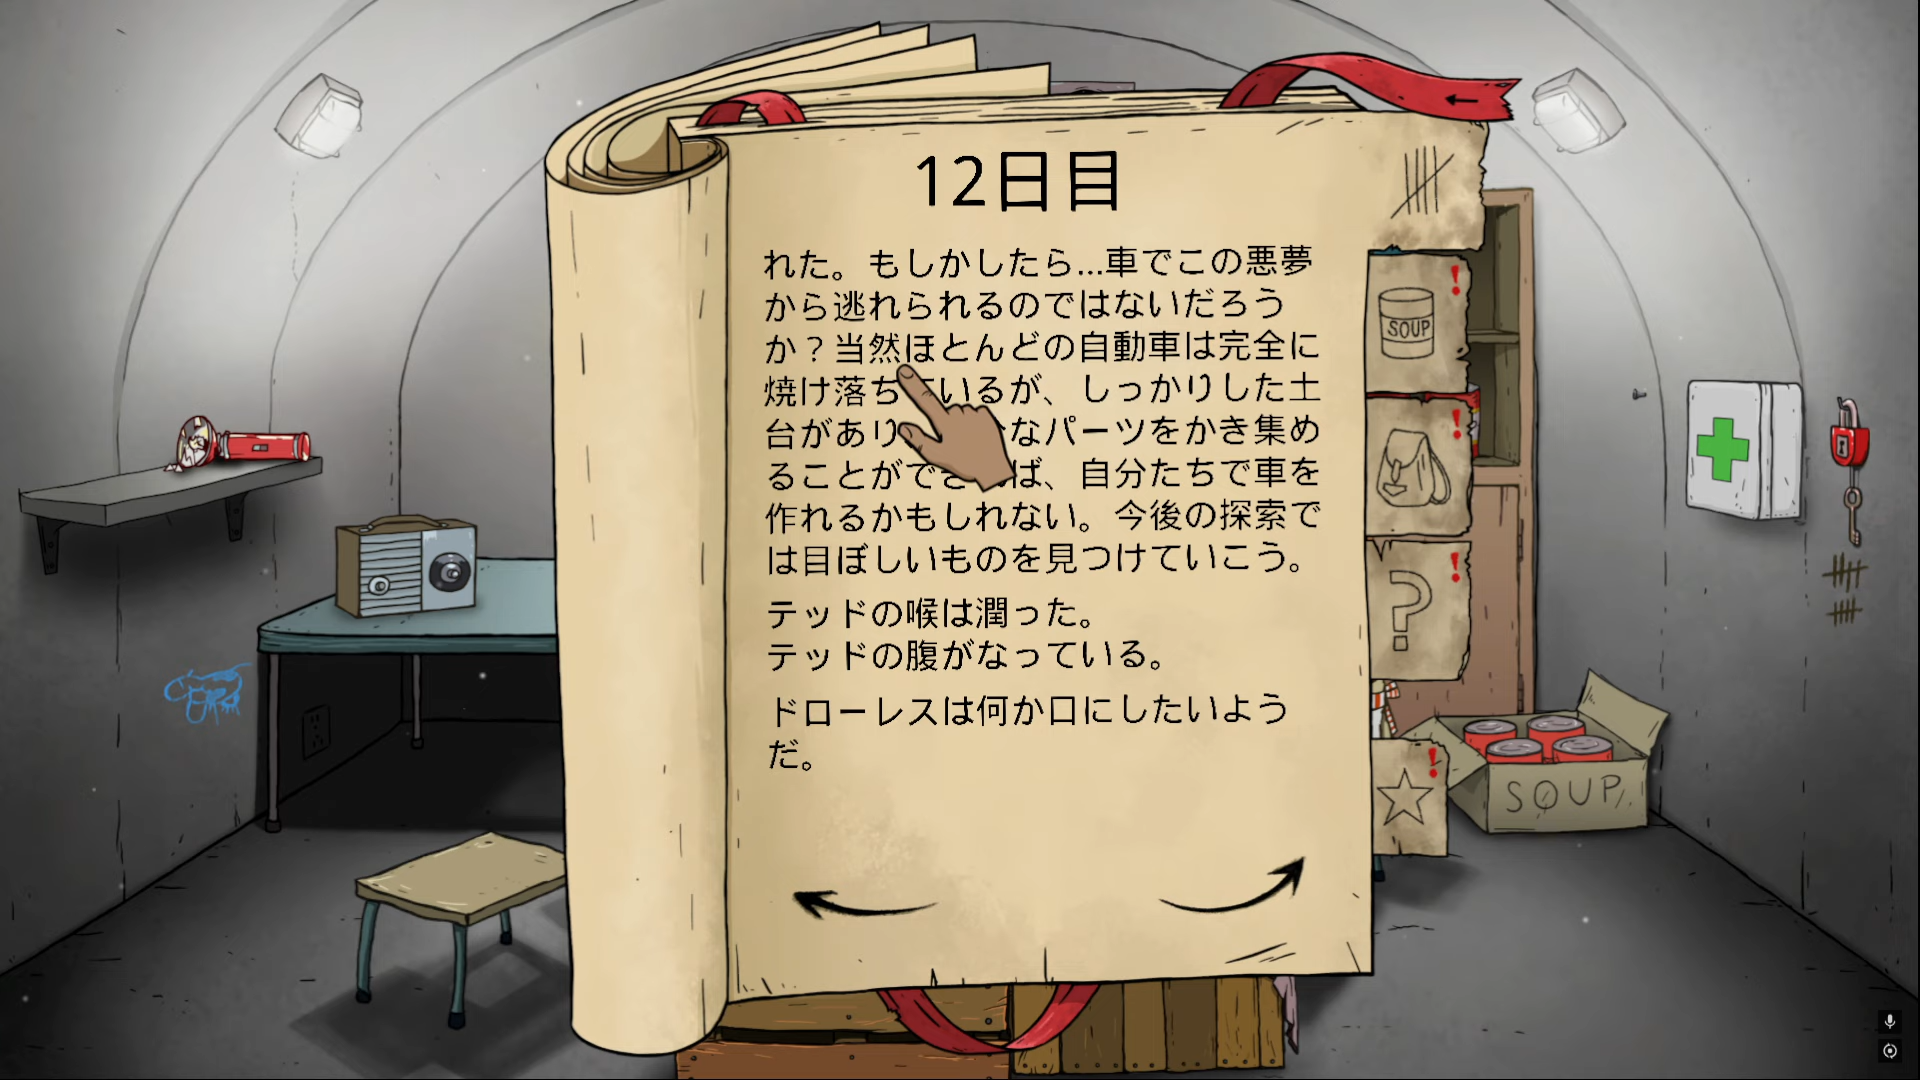 12日目
れた。もしかしたら...車でこの悪夢
から逃れられるのではないだろう
か？当然ほとんどの自動車は完全に
焼け落ち いるが、しっかりした土
台があり なパーツをかき集め
ることがで ば、自分たちで車を
作れるかもしれない。今後の探索で
は目ぼしいものを見つけていこう。
テッドの喉は潤った。
テッドの腹がなっている。
ドローレスは何か口にしたいよう
だ。
!
SOUP
!
!
?
!
SOUP